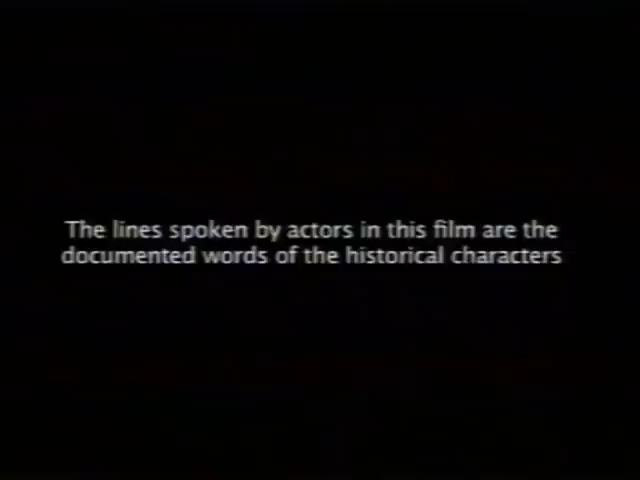 The lines spoken by actors in this film are the
documented words of the historical characters